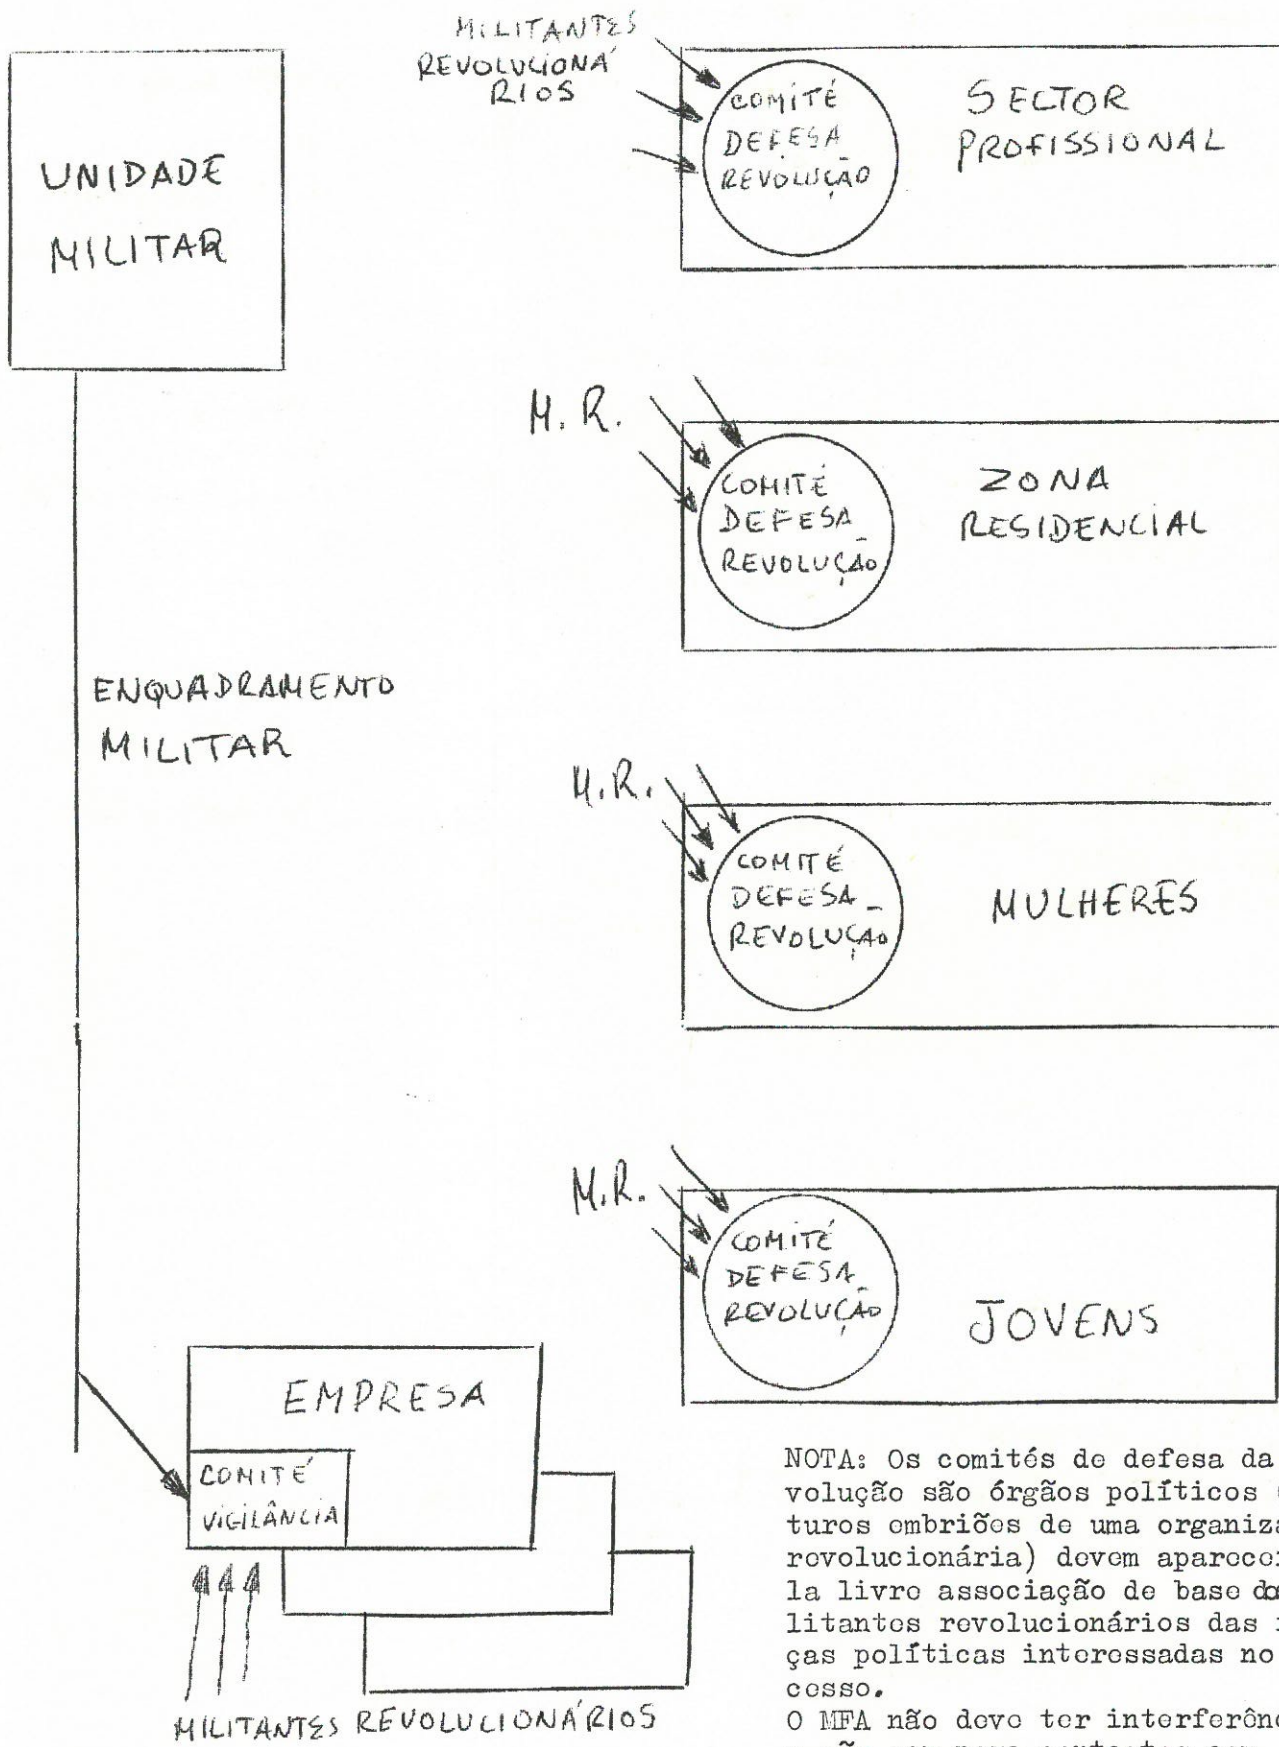 UNIDADE
MILITAR
MILITANTES
REVOLUCIONÁ
RIOS
COMITÉ
DEFESA
REVOLUÇÃO
SECTOR
PROFISSIONAL
M. R.
COMITÉ
DEFESA
REVOLUÇÃO
ZONA
RESIDENCIAL
ENQUADRAMENTO
MILITAR
M.R.
COMITÉ
DEFESA
REVOLUÇÃO
MULHERES
M.R.
COMITÉ
DEFESA
REVOLUÇÃO
JOVENS
EMPRESA
COMITÉ
VIGILÂNCIA
MILITANTES REVOLUCIONÁRIOS
NOTA: Os comités de defesa da
volução são órgãos políticos
turos embriões de uma organiza
revolucionária) devem aparecer
la livre associação de base do
litantes revolucionários das
ças políticas interessadas no
cesso.
O MFA não deve ter interferên